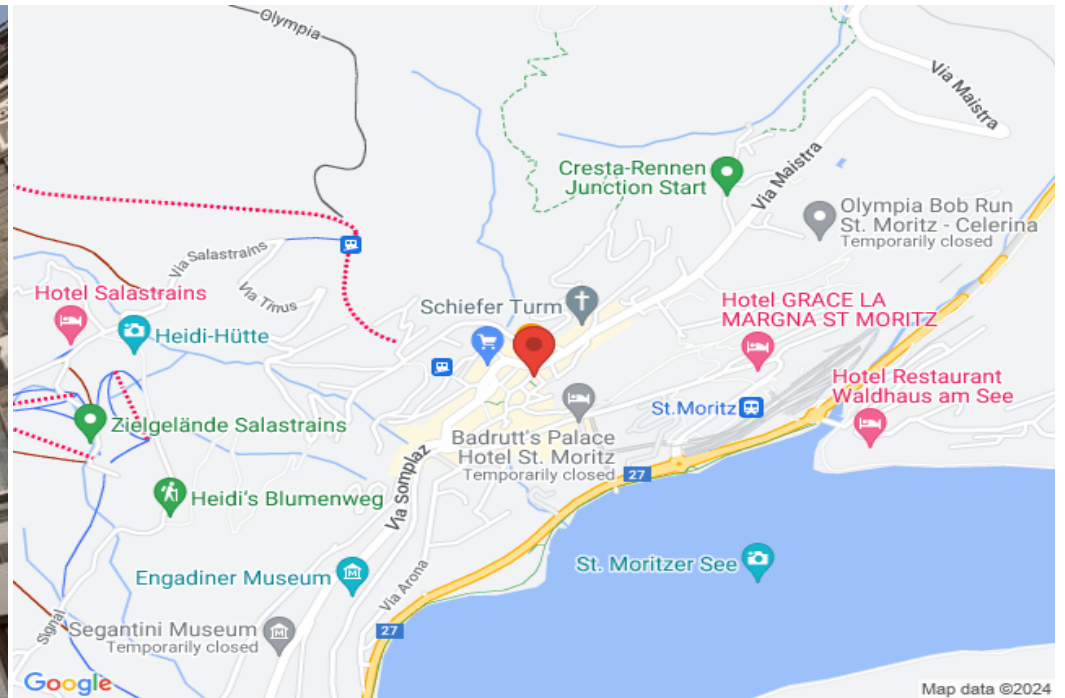 Olympia
Via Maistra
Cresta-Rennen
Junction Start
Via Maistra
Olympia Bob Run
St. Moritz - Celerina
Temporarily closed
Via Salastrains
Hotel Salastrains
Via Tinus
Schiefer Turm
Hotel GRACE LA
MARGNA ST MORITZ
Heidi-Hütte
Hotel Restaurant
Waldhaus am See
St.Moritz
Zielgelände Salastrains
Badrutt's Palace
Hotel St. Moritz
Temporarily closed
27
Via Somplaz
Heidi's Blumenweg
St. Moritzer See
Engadiner Museum
Via Arona
Signal
Segantini Museum
Temporarily closed
27
Google
Map data ©2024